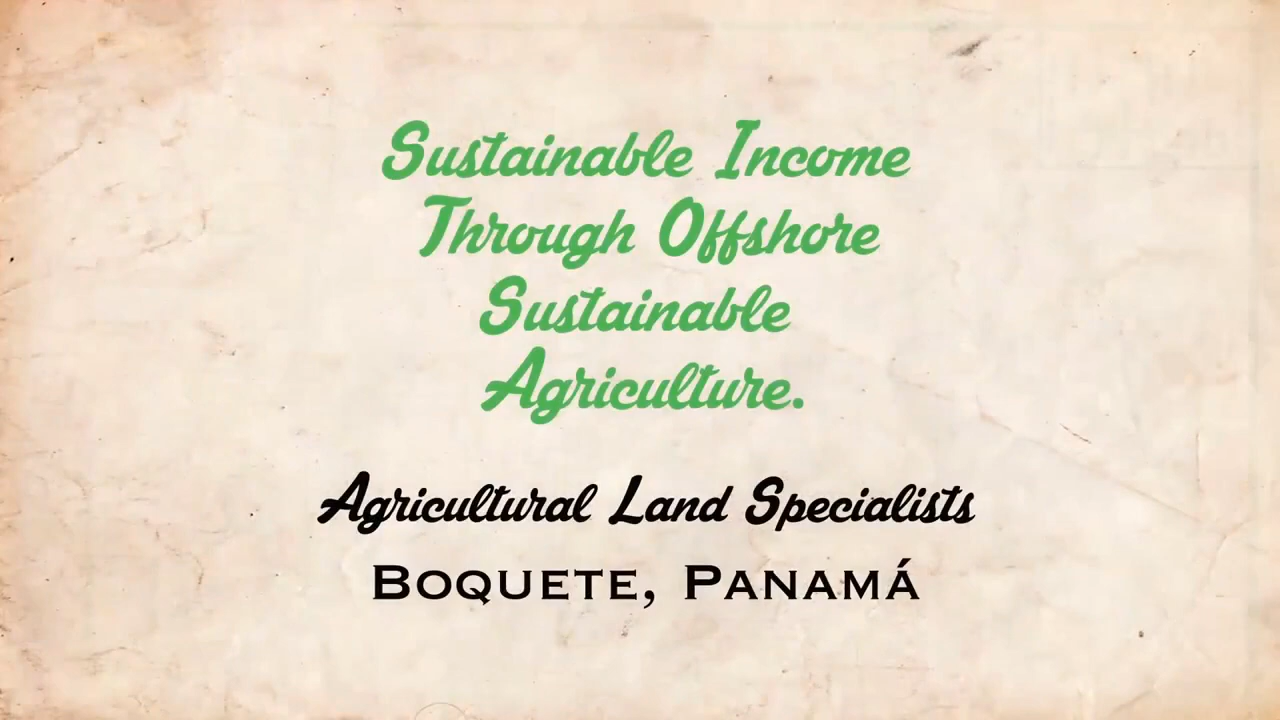 Sustainable Income
Through Offshore
Sustainable
Agriculture.
Agricultural Land Specialists
Boquete, Panamá